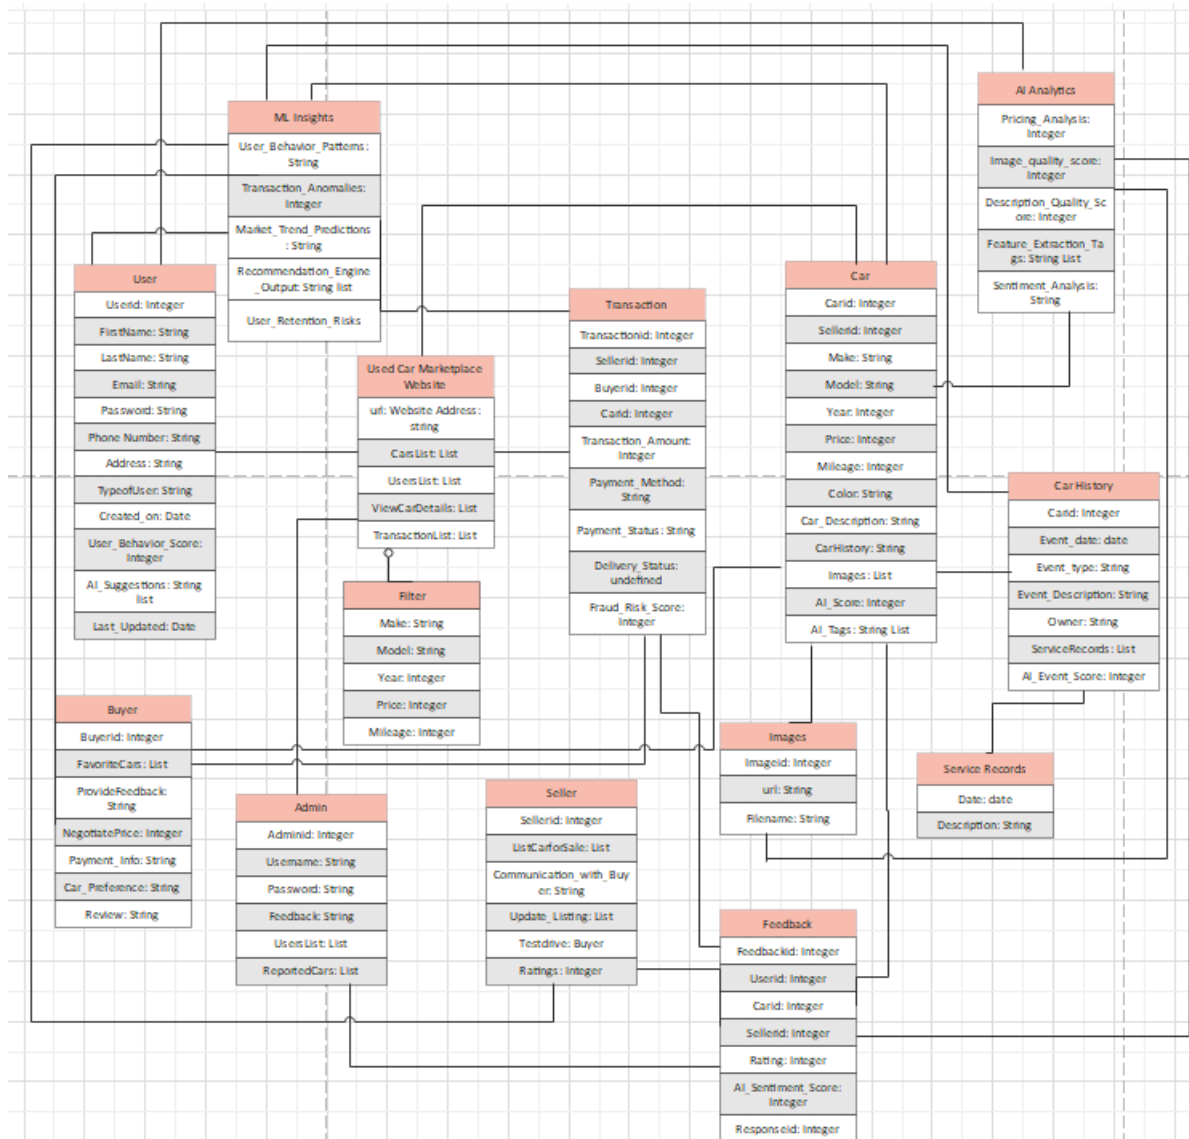 ML Insights
User_Behavior_Patterns:
String
Transaction_Anomalies:
Integer
Market_Trend_Predictions
: String
Recommendation_Engine
_Output: String list
User_Retention_Risks
AI Analytics
Pricing_Analysis:
Integer
Image_quality_score:
Integer
Description_Quality_Sc
ore: Integer
Feature_Extraction_Ta
gs: String List
Sentiment_Analysis:
String
User
Userid: Integer
FirstName: String
LastName: String
Email: String
Password: String
Phone Number: String
Address: String
TypeofUser: String
Created_on: Date
User_Behavior_Score:
Integer
AI_Suggestions: String
list
Last_Updated: Date
Used Car Marketplace
Website
url: Website Address:
string
CarsList: List
UsersList: List
ViewCarDetails: List
TransactionList: List
Transaction
Transactionid: Integer
Sellerid: Integer
Buyerid: Integer
Carid: Integer
Transaction_Amount:
Integer
Payment_Method:
String
Payment_Status: String
Delivery_Status:
undefined
Fraud_Risk_Score:
Integer
Car
Carid: Integer
Sellerid: Integer
Make: String
Model: String
Year: Integer
Price: Integer
Mileage: Integer
Color: String
Car_Description: String
CarHistory: String
Images: List
AI_Score: Integer
AI_Tags: String List
Car History
Carid: Integer
Event_date: date
Event_type: String
Event_Description: String
Owner: String
ServiceRecords: List
AI_Event_Score: Integer
Filter
Make: String
Model: String
Year: Integer
Price: Integer
Mileage: Integer
Buyer
Buyerid: Integer
FavoriteCars: List
ProvideFeedback:
String
NegotiatePrice: Integer
Payment_Info: String
Car_Preference: String
Review: String
Admin
Adminid: Integer
Username: String
Password: String
Feedback: String
UsersList: List
ReportedCars: List
Seller
Sellerid: Integer
ListCarforSale: List
Communication_with_Buy
er: String
Update_Listing: List
Testdrive: Buyer
Ratings: Integer
Images
Imageid: Integer
url: String
Filename: String
Service Records
Date: date
Description: String
Feedback
Feedbackid: Integer
Userid: Integer
Carid: Integer
Sellerid: Integer
Rating: Integer
AI_Sentiment_Score:
Integer
Responseid: Integer